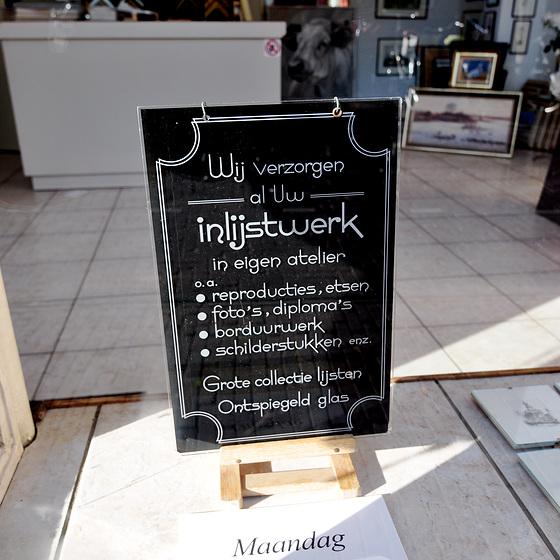 Wij verzorgen
al Uw
inlijstwerk
in eigen atelier
o.a.
• reproducties, etsen
• foto's, diploma's
• borduurwerk
• schilderstukken enz.
Grote collectie lijsten
Ontspiegeld glas
Maandag